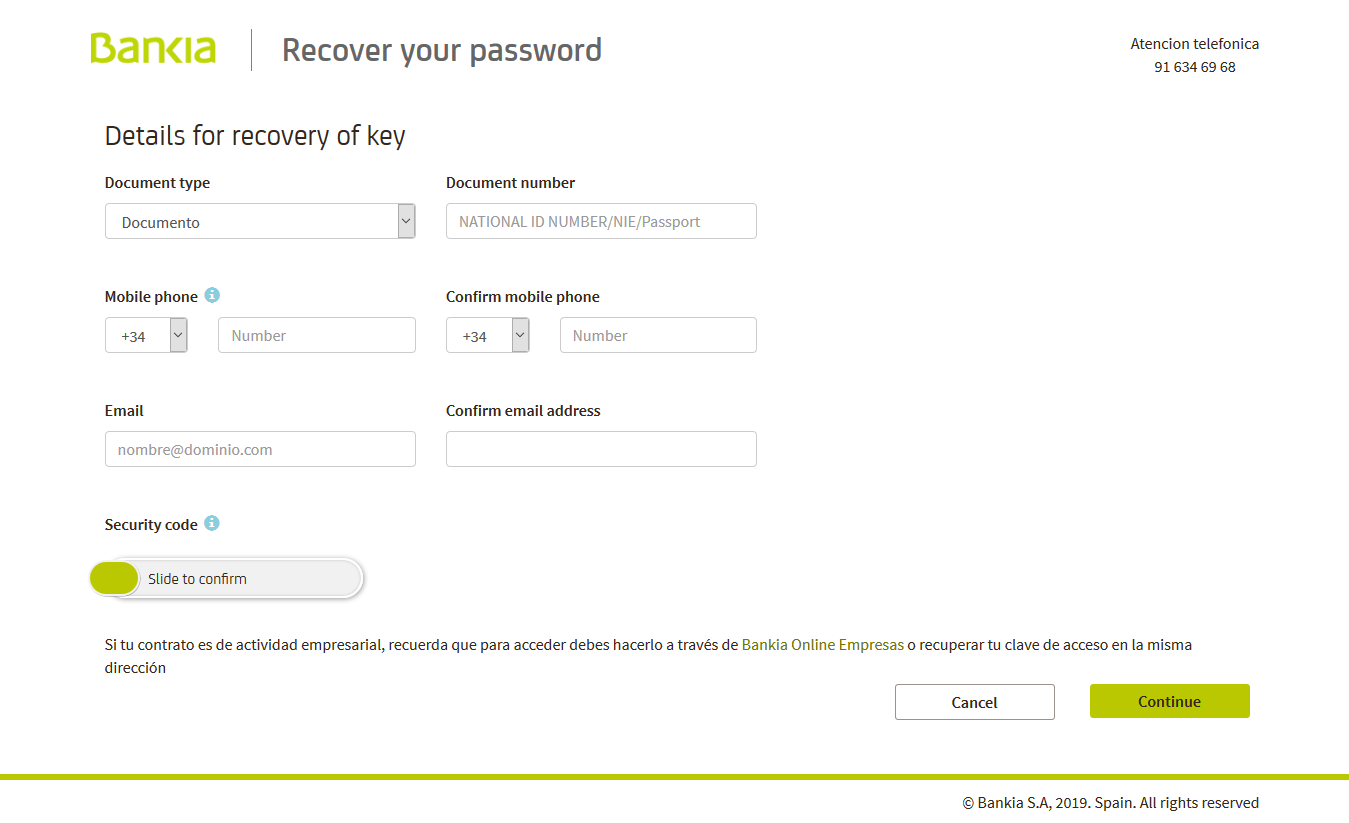 Bankia
Recover your password
Atencion telefonica
91 634 69 68
Details for recovery of key
Document type
Document number
Documento
NATIONAL ID NUMBER/NIE/Passport
Mobile phone
Confirm mobile phone
+34
Number
+34
Number
Email
Confirm email address
nombre@dominio.com
Security code
Slide to confirm
Si tu contrato es de actividad empresarial, recuerda que para acceder debes hacerlo a través de Bankia Online Empresas o recuperar tu clave de acceso en la misma
dirección
Cancel
Continue
© Bankia S.A, 2019. Spain. All rights reserved